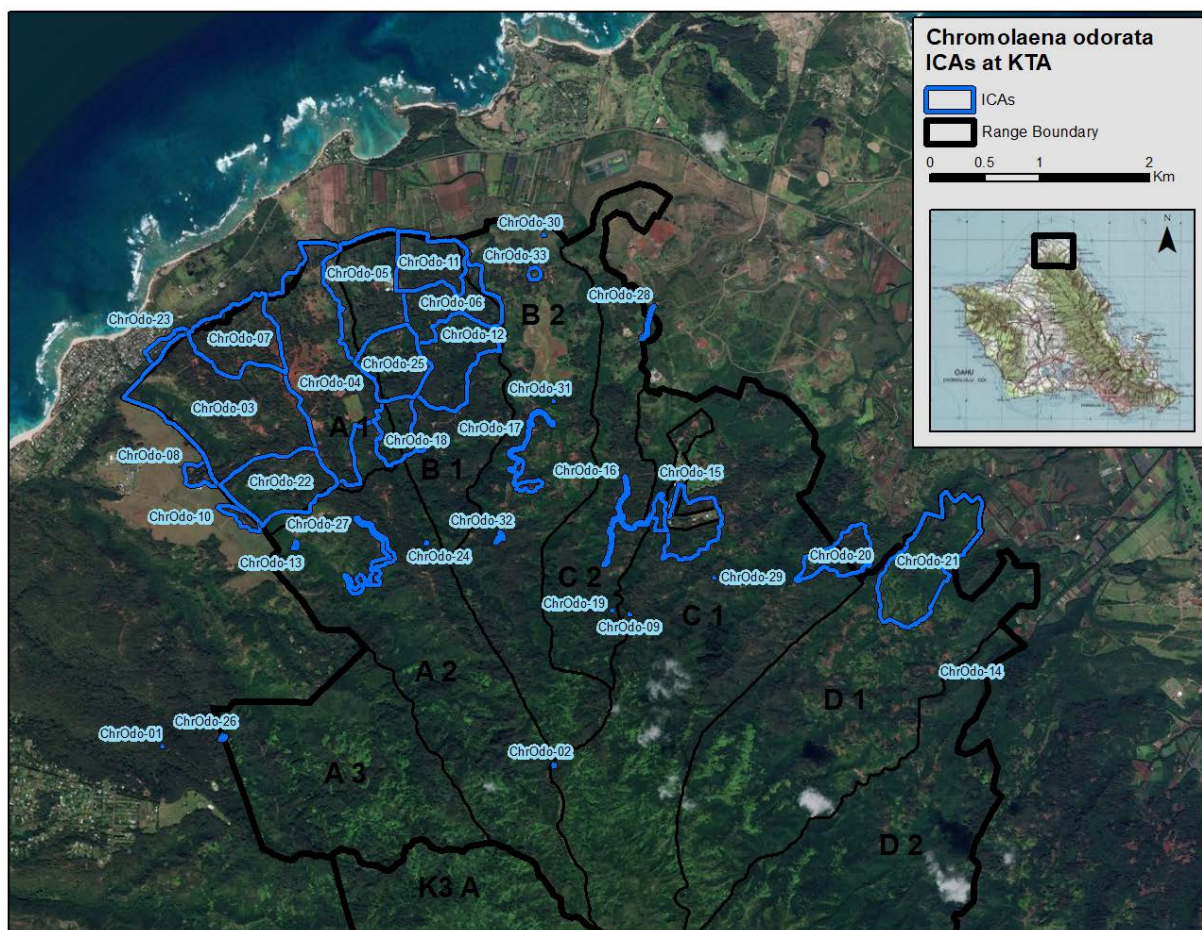 Chromolaena odorata
ICAs at KTA
ICAs
Range Boundary
0 0.5 1 2
Km
N
OAHU
ChrOdo-30
ChrOdo-11
ChrOdo-05
ChrOdo-33
ChrOdo-28
ChrOdo-06
B 2
ChrOdo-23
ChrOdo-07
ChrOdo-12
ChrOdo-25
ChrOdo-04
ChrOdo-31
ChrOdo-03
A 1
ChrOdo-17
ChrOdo-18
ChrOdo-08
B 1
ChrOdo-16
ChrOdo-15
ChrOdo-22
ChrOdo-10
ChrOdo-27
ChrOdo-32
ChrOdo-13
ChrOdo-24
ChrOdo-20
ChrOdo-21
C 2
ChrOdo-29
ChrOdo-19
ChrOdo-09
C 1
A 2
ChrOdo-14
D 1
ChrOdo-26
ChrOdo-01
ChrOdo-02
A 3
D 2
K3 A